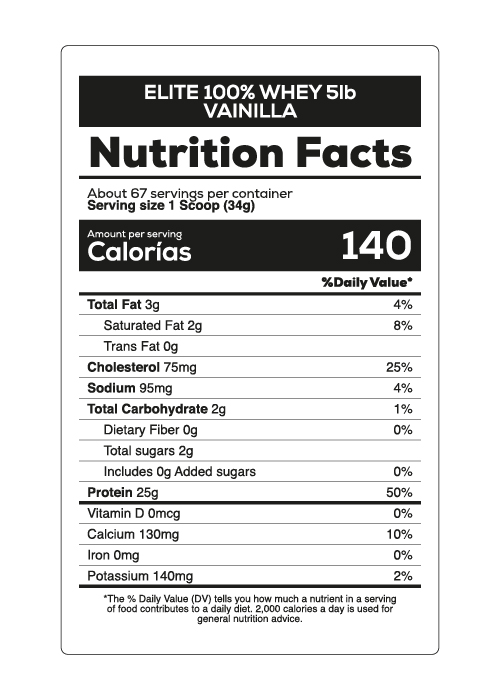 ELITE 100% WHEY 5lb
VAINILLA
Nutrition Facts
About 67 servings per container
Serving size 1 Scoop (34g)
Amount per serving
Calorías 140
%Daily Value*
Total Fat 3g 4%
Saturated Fat 2g 8%
Trans Fat 0g
Cholesterol 75mg 25%
Sodium 95mg 4%
Total Carbohydrate 2g 1%
Dietary Fiber 0g 0%
Total sugars 2g
Includes 0g Added sugars 0%
Protein 25g 50%
Vitamin D 0mcg 0%
Calcium 130mg 10%
Iron 0mg 0%
Potassium 140mg 2%
*The % Daily Value (DV) tells you how much a nutrient in a serving
of food contributes to a daily diet. 2,000 calories a day is used for
general nutrition advice.